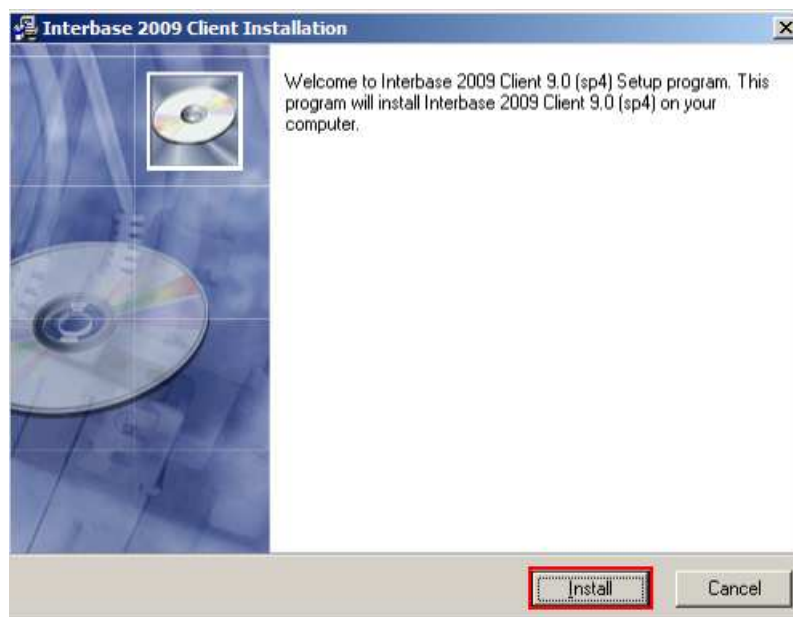 Interbase 2009 Client Installation
Welcome to Interbase 2009 Client 9.0 (sp4) Setup program. This
program will install Interbase 2009 Client 9.0 (sp4) on your
computer.
Install
Cancel